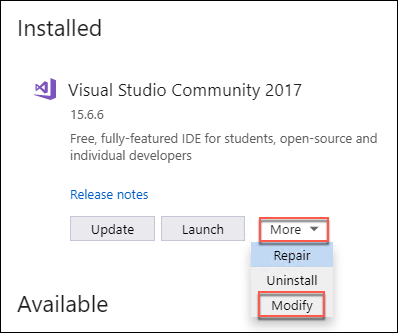 Installed
Visual Studio Community 2017
15.6.6
Free, fully-featured IDE for students, open-source and
individual developers
Release notes
Update Launch More
Repair
Uninstall
Modify
Available